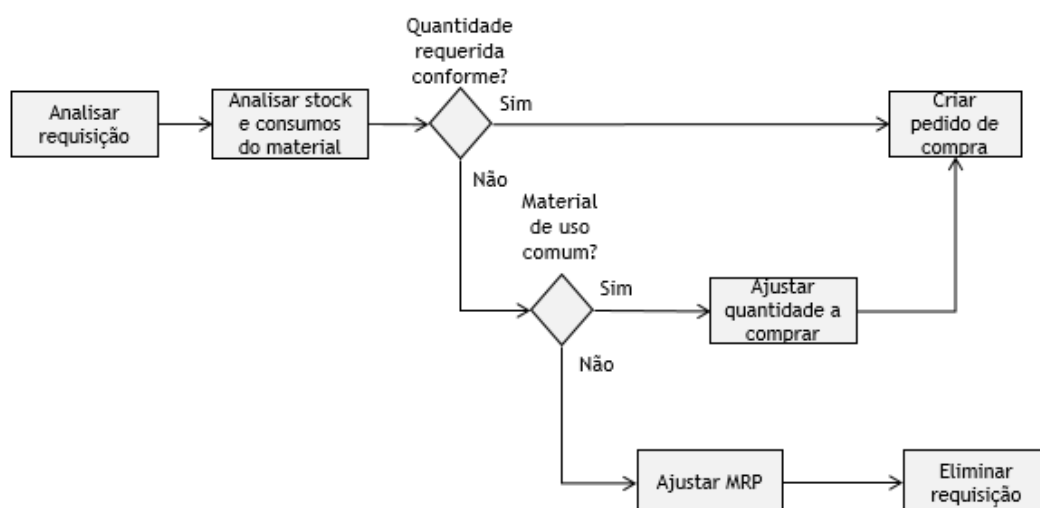 Quantidade
requerida
conforme?
Analisar
requisição
Analisar stock
e consumos
do material
Sim
Criar
pedido de
compra
Não
Material
de uso
comum?
Sim
Ajustar
quantidade a
comprar
Não
Ajustar MRP
Eliminar
requisição